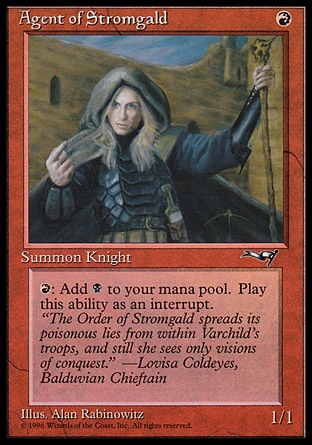 Agent of Stromgald
Summon Knight
: Add to your mana pool. Play
this ability as an interrupt.
"The Order of Stromgald spreads its
poisonous lies from within Varchild's
troops, and still she sees only visions
of conquest." —Lovisa Coldeyes,
Balduvian Chieftain
Illus. Alan Rabinowitz
1/1
© 1996 Wizards of the Coast, Inc. All rights reserved.